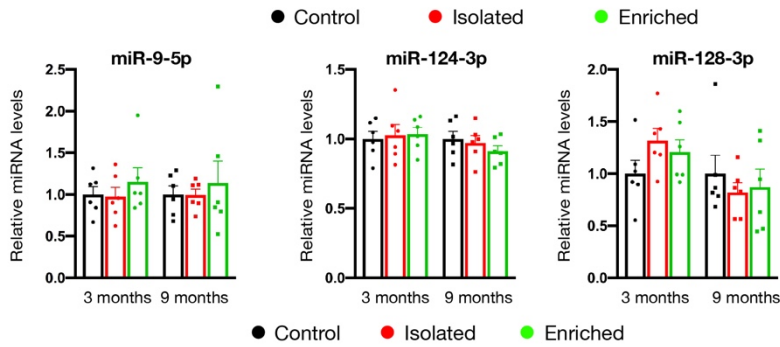 Control Isolated Enriched
miR-9-5p
Relative miRNA levels
2.5
2.0
1.5
1.0
0.5
0.0
3 months 9 months
miR-124-3p
Relative miRNA levels
1.5
1.0
0.5
0.0
3 months 9 months
miR-128-3p
Relative miRNA levels
2.0
1.5
1.0
0.5
0.0
3 months 9 months
Control Isolated Enriched